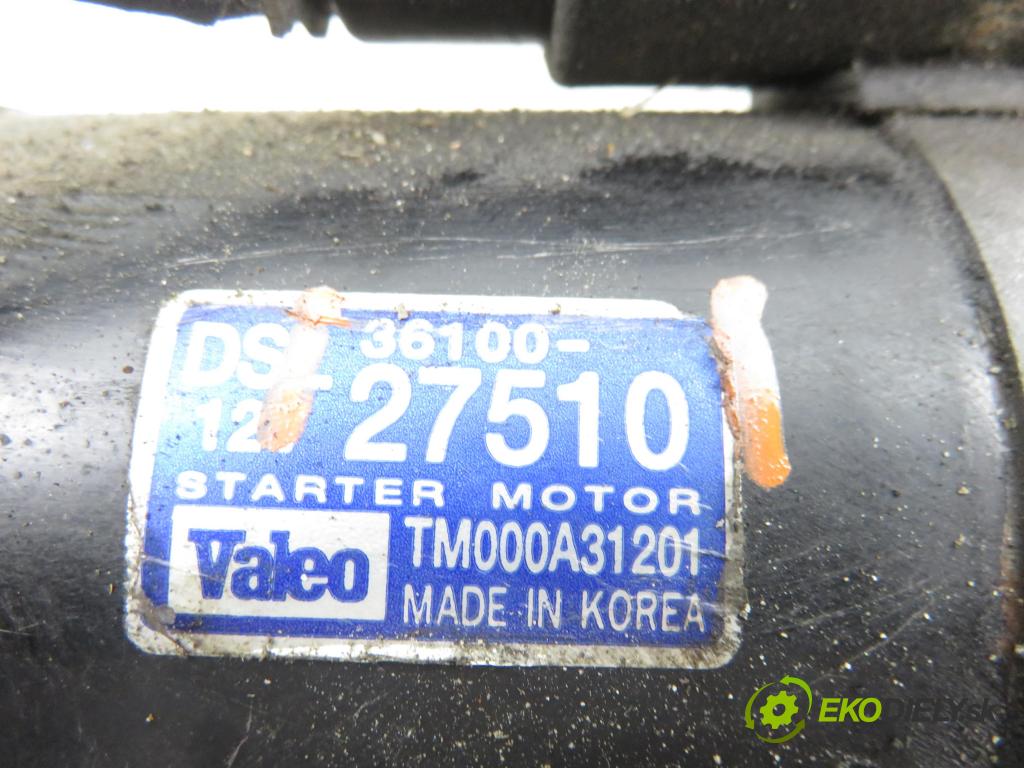 36100-
27510
STARTER MOTOR
Valeo
TM000A31201
MADE IN KOREA
EKODIELY.SK